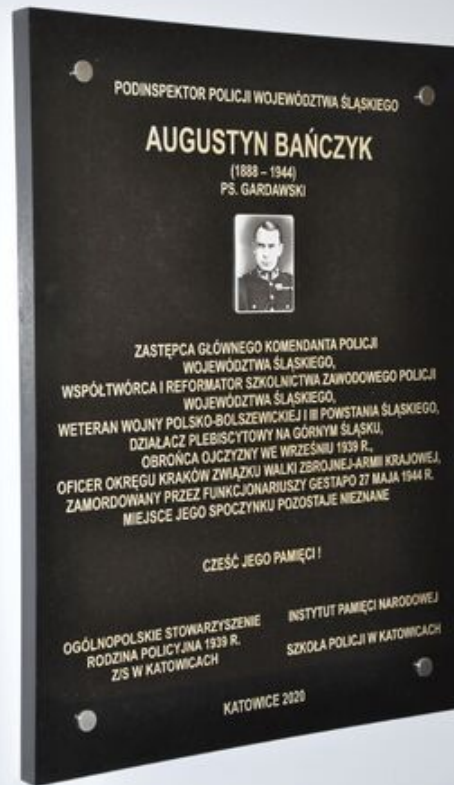 PODINSPEKTOR POLICJI WOJEWÓDZTWA ŚLĄSKIEGO
AUGUSTYN BAŃCZYK
(1888 – 1944)
PS. GARDAWSKI
ZASTĘPCA GŁÓWNEGO KOMENDANTA POLICJI
WOJEWÓDZTWA ŚLĄSKIEGO,
WSPÓŁTWÓRCA I REFORMATOR SZKOLNICTWA ZAWODOWEGO POLICJI
WOJEWÓDZTWA ŚLĄSKIEGO,
WETERAN WOJNY POLSKO-BOLSZEWICKIEJ I III POWSTANIA ŚLĄSKIEGO,
DZIAŁACZ PLEBISCYTOWY NA GÓRNYM ŚLĄSKU,
OBROŃCA OJCZYZNY WE WRZEŚNIU 1939 R.,
OFICER OKRĘGU KRAKÓW ZWIĄZKU WALKI ZBROJNEJ-ARMII KRAJOWEJ,
ZAMORDOWANY PRZEZ FUNKCJONARIUSZY GESTAPO 27 MAJA 1944 R.
MIEJSCE JEGO SPOCZYNKU POZOSTAJE NIEZNANE
CZEŚĆ JEGO PAMIĘCI !
OGÓLNOPOLSKIE STOWARZYSZENIE
RODZINA POLICYJNA 1939 R.
Z/S W KATOWICACH
INSTYTUT PAMIĘCI NARODOWEJ
SZKOŁA POLICJI W KATOWICACH
KATOWICE 2020